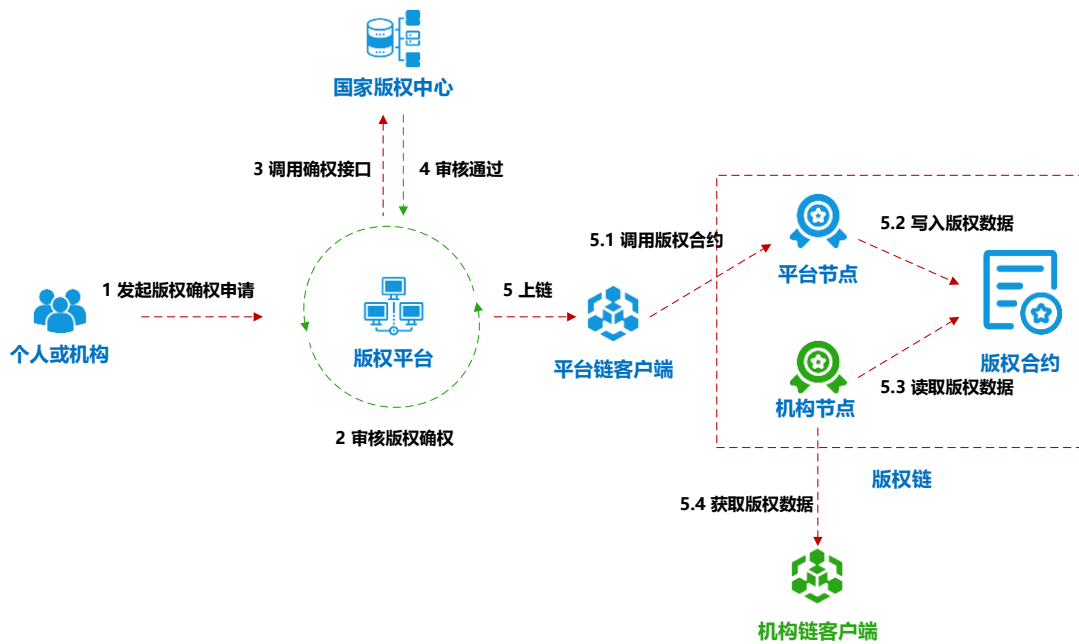 国家版权中心
3 调用确权接口
4 审核通过
5.1 调用版权合约
5.2 写入版权数据
平台节点
1 发起版权确权申请
5 上链
个人或机构
版权平台
平台链客户端
版权合约
5.3 读取版权数据
机构节点
2 审核版权确权
版权链
5.4 获取版权数据
机构链客户端